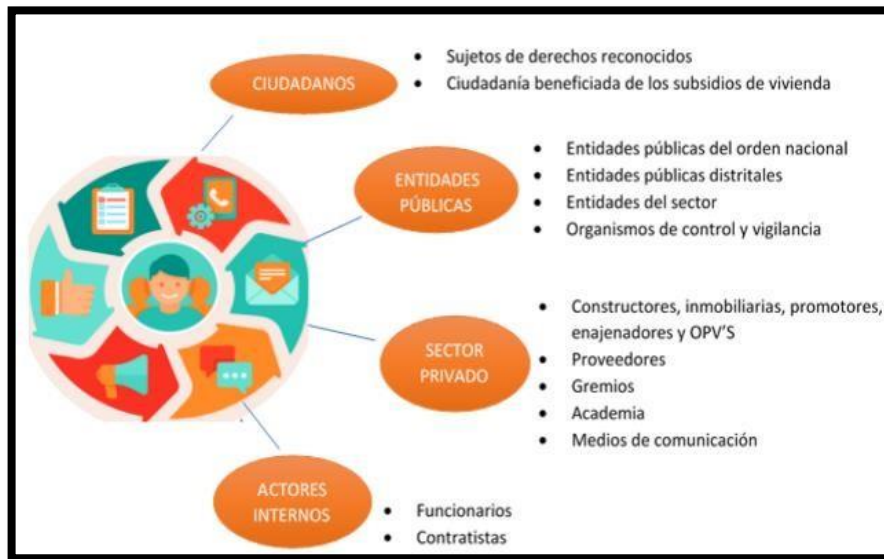 CIUDADANOS
• Sujetos de derechos reconocidos
• Ciudadanía beneficiada de los subsidios de vivienda
ENTIDADES
PÚBLICAS
• Entidades públicas del orden nacional
• Entidades públicas distritales
• Entidades del sector
• Organismos de control y vigilancia
SECTOR
PRIVADO
• Constructores, inmobiliarias, promotores,
enajenadores y OPV'S
• Proveedores
• Gremios
• Academia
• Medios de comunicación
ACTORES
INTERNOS
• Funcionarios
• Contratistas